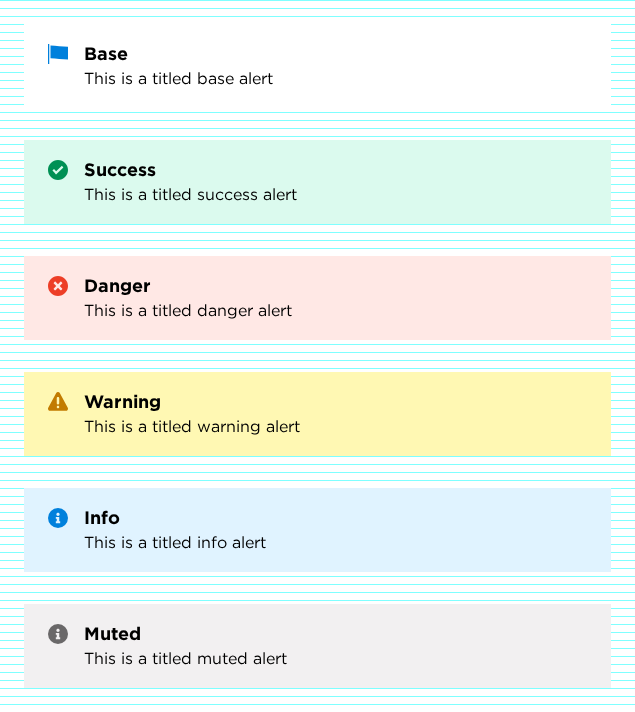 Base
This is a titled base alert
Success
This is a titled success alert
Danger
This is a titled danger alert
Warning
This is a titled warning alert
Info
This is a titled info alert
Muted
This is a titled muted alert